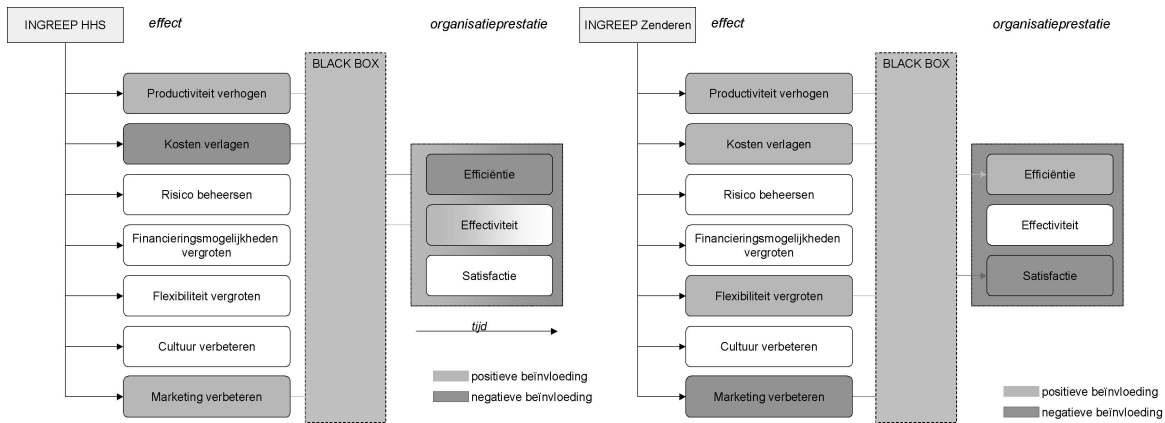 INGREEP HHS
effect
organisatieprestatie
BLACK BOX
Productiviteit verhogen
Kosten verlagen
Risico beheersen
Financieringsmogelijkheden
vergroten
Flexibiliteit vergroten
Cultuur verbeteren
Marketing verbeteren
Efficiëntie
Effectiviteit
Satisfactie
tijd
positieve beïnvloeding
negatieve beïnvloeding
INGREEP Zenderen
effect
organisatieprestatie
BLACK BOX
Productiviteit verhogen
Kosten verlagen
Risico beheersen
Financieringsmogelijkheden
vergroten
Flexibiliteit vergroten
Cultuur verbeteren
Marketing verbeteren
Efficiëntie
Effectiviteit
Satisfactie
positieve beïnvloeding
negatieve beïnvloeding